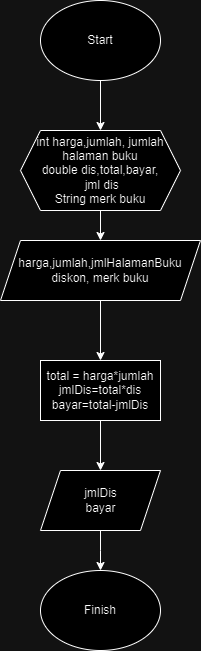 Start
int harga,jumlah, jumlah
halaman buku
double dis,total,bayar,
jml dis
String merk buku
harga,jumlah,jmlHalamanBuku
diskon, merk buku
total = harga*jumlah
jmlDis=total*dis
bayar=total-jmlDis
jmlDis
bayar
Finish